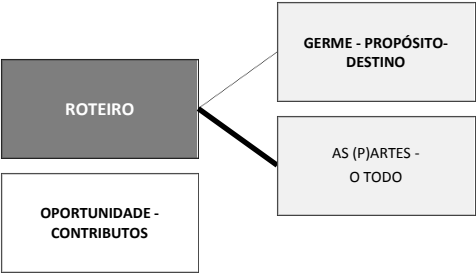 GERME - PROPÓSITO-
DESTINO
ROTEIRO
AS (P)ARTES -
O TODO
OPORTUNIDADE -
CONTRIBUTOS